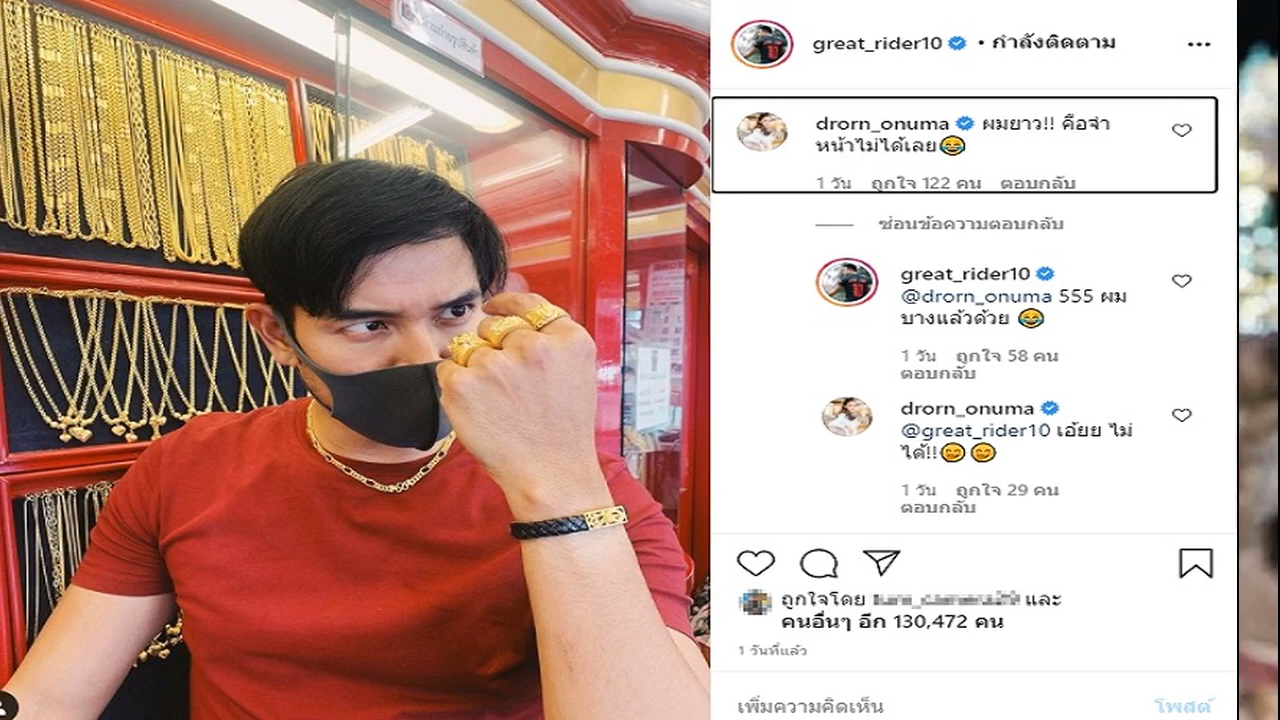 great_rider10 • กำลังติดตาม
drorn_onuma ผมยาว!! คือจำ
หน้าไม่ได้เลย😂
1 วัน ถูกใจ 122 คน ตอบกลับ
ซ่อนข้อความตอบกลับ
great_rider10
@drorn_onuma 555 ผม
บางแล้วด้วย 😂
1 วัน ถูกใจ 58 คน
ตอบกลับ
drorn_onuma
@great_rider10 เอ้ยย ไม่
ได้!!🤭🤭
1 วัน ถูกใจ 29 คน
ตอบกลับ
ถูกใจโดย และ
คนอื่นๆ อีก 130,472 คน
1 วันที่แล้ว
เพิ่มความคิดเห็น โพสต์